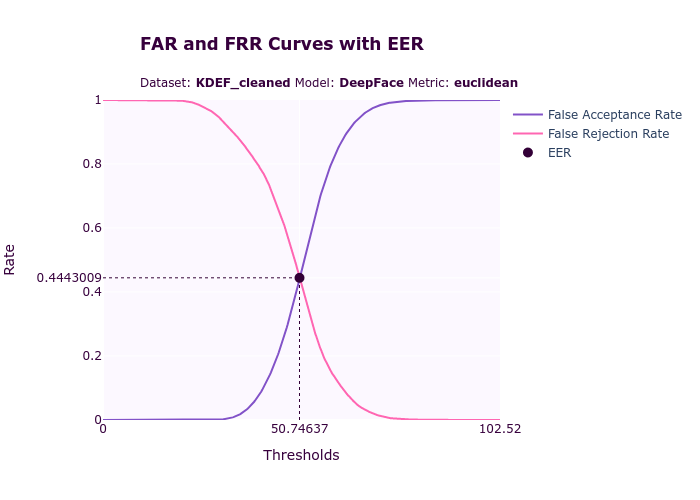 FAR and FRR Curves with EER
Dataset: KDEF_cleaned Model: DeepFace Metric: euclidean
1
0.8
0.6
0.4443009
0.4
0.2
0
0
50.74637
102.52
Rate
Thresholds
False Acceptance Rate
False Rejection Rate
EER